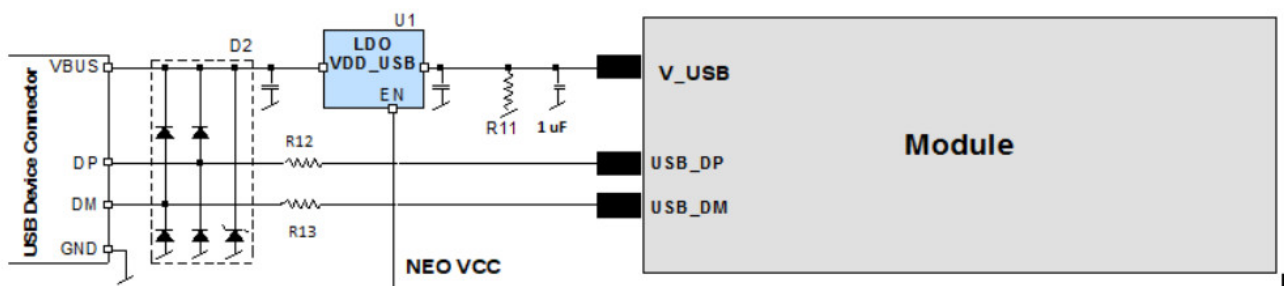 U1
D2
LDO
VDD_USB
EN
VBUS
V_USB
R11
1 uF
R12
DP
USB_DP
Module
DM
USB_DM
R13
GND
NEO VCC
USB Device Connector